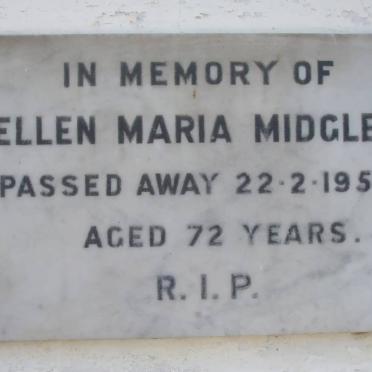 IN MEMORY OF
ELLEN MARIA MIDGLE
PASSED AWAY 22·2·195
AGED 72 YEARS.
R.I.P.